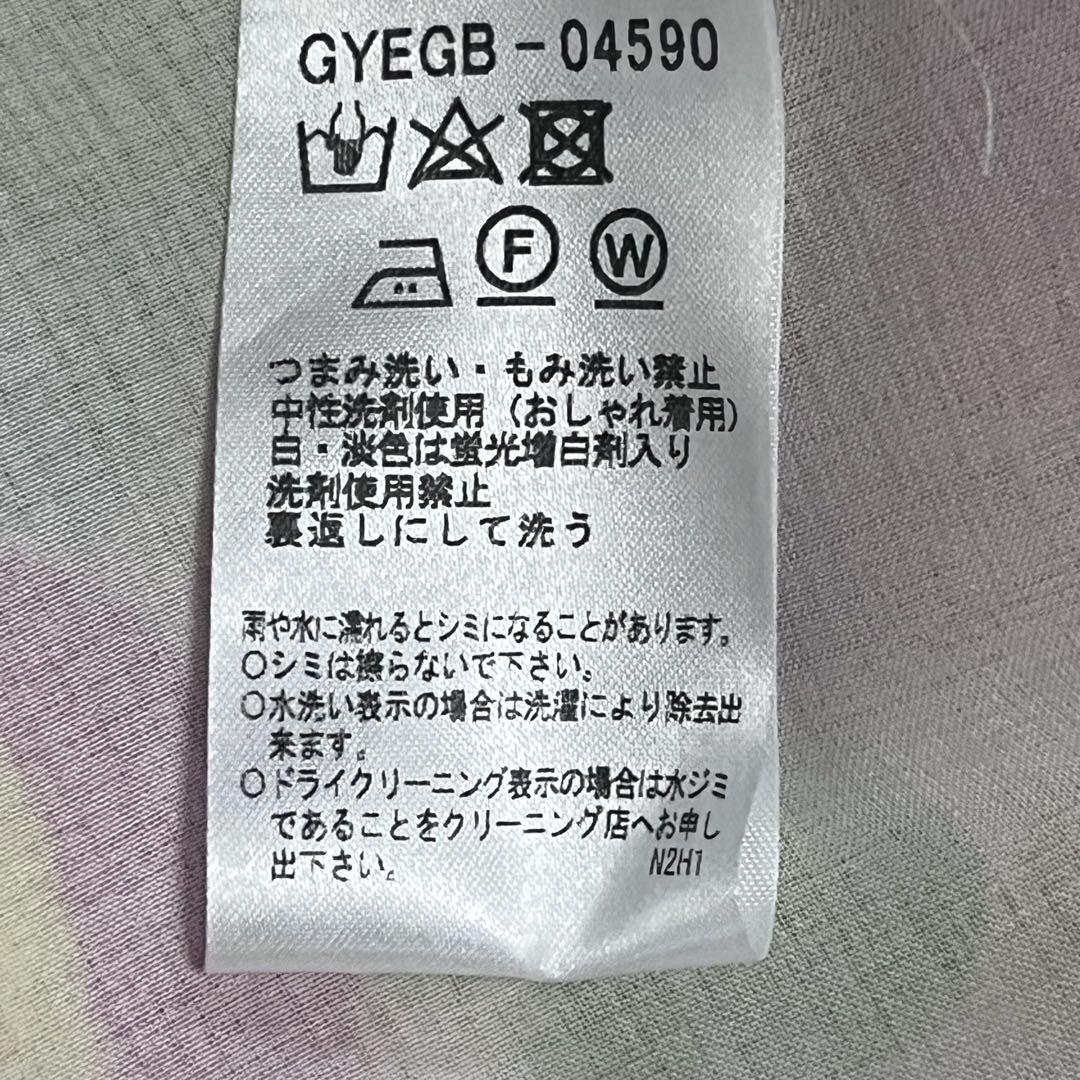 GYEGB-04590
F W
つまみ洗い・もみ洗い禁止
中性洗剤使用（おしゃれ着用）
白・淡色は蛍光増白剤入り
洗剤使用禁止
裏返しにして洗う
雨や水に濡れるとシミになることがあります。
○シミは擦らないで下さい。
○水洗い表示の場合は洗濯により除去出
来ます。
○ドライクリーニング表示の場合は水ジミ
であることをクリーニング店へお申し
出下さい。 N2H1